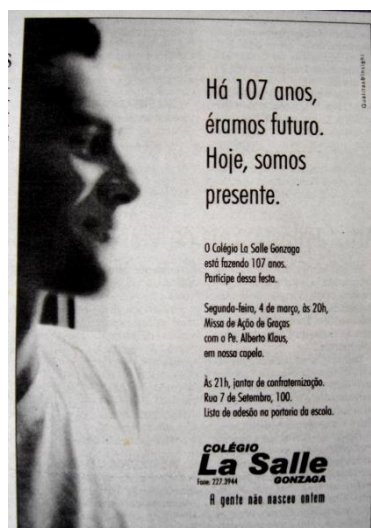 Há 107 anos,
éramos futuro.
Hoje, somos
presente.
O Colégio La Salle Gonzaga
está fazendo 107 anos.
Participe dessa festa.
Segunda-feira, 4 de março, às 20h,
Missa de Ação de Graças
com o Pe. Alberto Klaus,
em nossa capela.
Às 21h, jantar de confraternização.
Rua 7 de Setembro, 100.
Lista de adesão na portaria da escola.
COLÉGIO
La Salle
Fone: 227.3944 GONZAGA
A gente não nasceu ontem